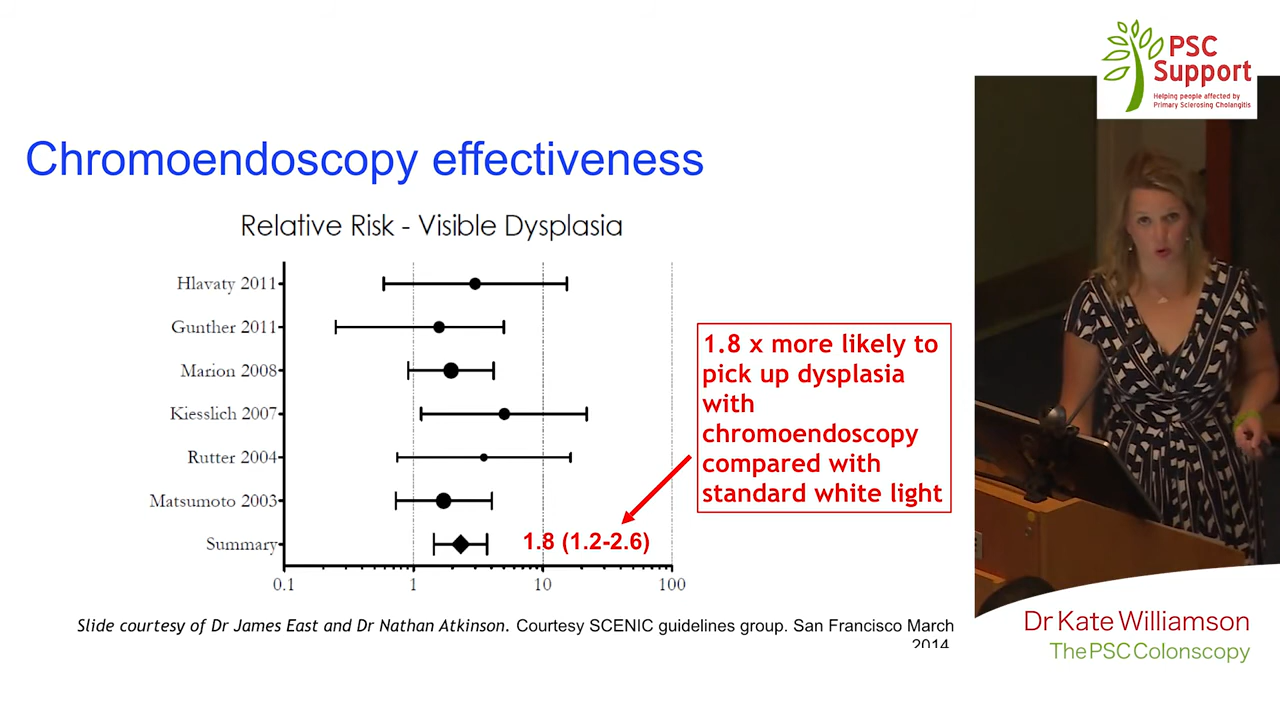 PSC
Support
Helping people affected by
Primary Sclerosing Cholangitis
Chromoendoscopy effectiveness
Relative Risk - Visible Dysplasia
Hlavaty 2011
Gunther 2011
Marion 2008
Kiesslich 2007
Rutter 2004
Matsumoto 2003
Summary
1.8 (1.2-2.6)
0.1 1 10 100
1.8 x more likely to
pick up dysplasia
with
chromoendoscopy
compared with
standard white light
Slide courtesy of Dr James East and Dr Nathan Atkinson. Courtesy SCENIC guidelines group. San Francisco March
2014
Dr Kate Williamson
The PSC Colonscopy